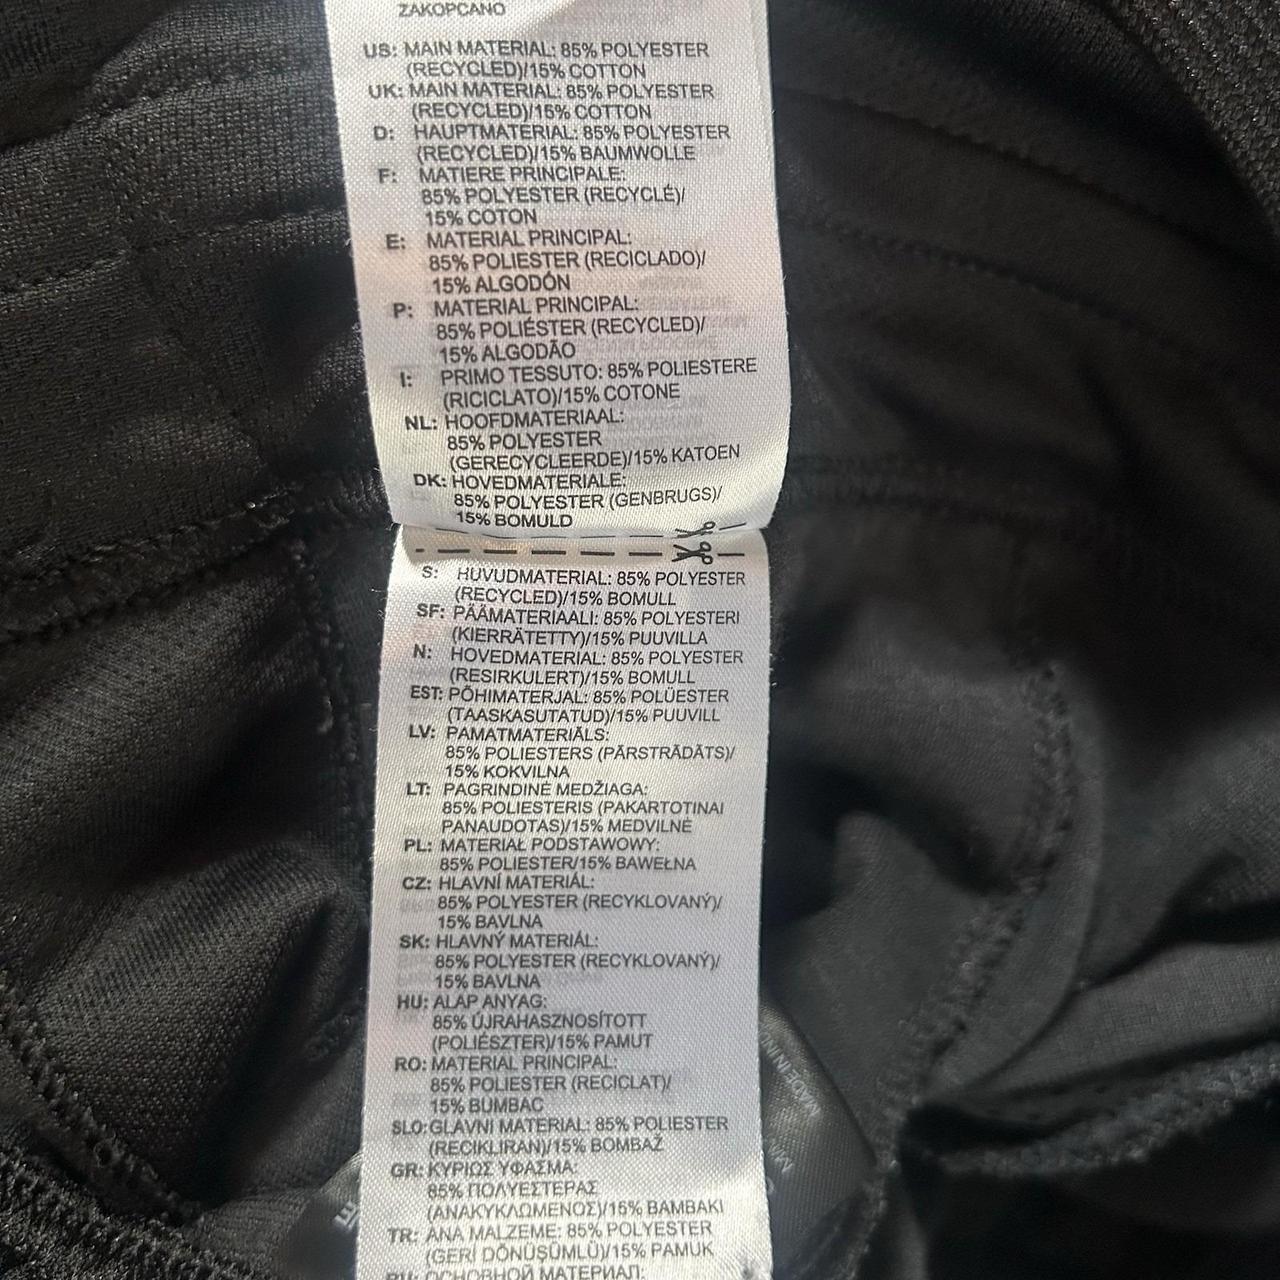 ZAKOPČANO
US: MAIN MATERIAL: 85% POLYESTER
(RECYCLED)/15% COTTON
UK: MAIN MATERIAL: 85% POLYESTER
(RECYCLED)/15% COTTON
D: HAUPTMATERIAL: 85% POLYESTER
(RECYCLED)/15% BAUMWOLLE
F: MATIERE PRINCIPALE:
85% POLYESTER (RECYCLÉ)/
15% COTON
E: MATERIAL PRINCIPAL:
85% POLIESTER (RECICLADO)/
15% ALGODÓN
P: MATERIAL PRINCIPAL:
85% POLIÉSTER (RECYCLED)/
15% ALGODÃO
I: PRIMO TESSUTO: 85% POLIESTERE
(RICICLATO)/15% COTONE
NL: HOOFDMATERIAAL:
85% POLYESTER
(GERECYCLEERDE)/15% KATOEN
DK: HOVEDMATERIALE:
85% POLYESTER (GENBRUGS)/
15% BOMULD
S: HUVUDMATERIAL: 85% POLYESTER
(RECYCLED)/15% BOMULL
SF: PÄÄMATERIAALI: 85% POLYESTERI
(KIERRÄTETTY)/15% PUUVILLA
N: HOVEDMATERIAL: 85% POLYESTER
(RESIRKULERT)/15% BOMULL
EST: PÕHIMATERJAL: 85% POLÜESTER
(TAASKASUTATUD)/15% PUUVILL
LV: PAMATMATERIĀLS:
85% POLIESTERS (PĀRSTRĀDĀTS)/
15% KOKVILNA
LT: PAGRINDINĖ MEDŽIAGA:
85% POLIESTERIS (PAKARTOTINAI
PANAUDOTAS)/15% MEDVILNĖ
PL: MATERIAŁ PODSTAWOWY:
85% POLIESTER/15% BAWEŁNA
CZ: HLAVNÍ MATERIÁL:
85% POLYESTER (RECYKLOVANÝ)/
15% BAVLNA
SK: HLAVNÝ MATERIÁL:
85% POLYESTER (RECYKLOVANÝ)/
15% BAVLNA
HU: ALAP ANYAG:
85% ÚJRAHASZNOSÍTOTT
(POLIÉSZTER)/15% PAMUT
RO: MATERIAL PRINCIPAL:
85% POLIESTER (RECICLAT)/
15% BUMBAC
SLO: GLAVNI MATERIAL: 85% POLIESTER
(RECIKLIRAN)/15% BOMBAŽ
GR: ΚΥΡΙΩΣ ΥΦΑΣΜΑ:
85% ΠΟΛΥΕΣΤΕΡΑΣ
(ΑΝΑΚΥΚΛΩΜΕΝΟΣ)/15% ΒΑΜΒΑΚΙ
TR: ANA MALZEME: 85% POLYESTER
(GERİ DÖNÜŞÜMLÜ)/15% PAMUK
RU: ОСНОВНОЙ МАТЕРИАЛ: